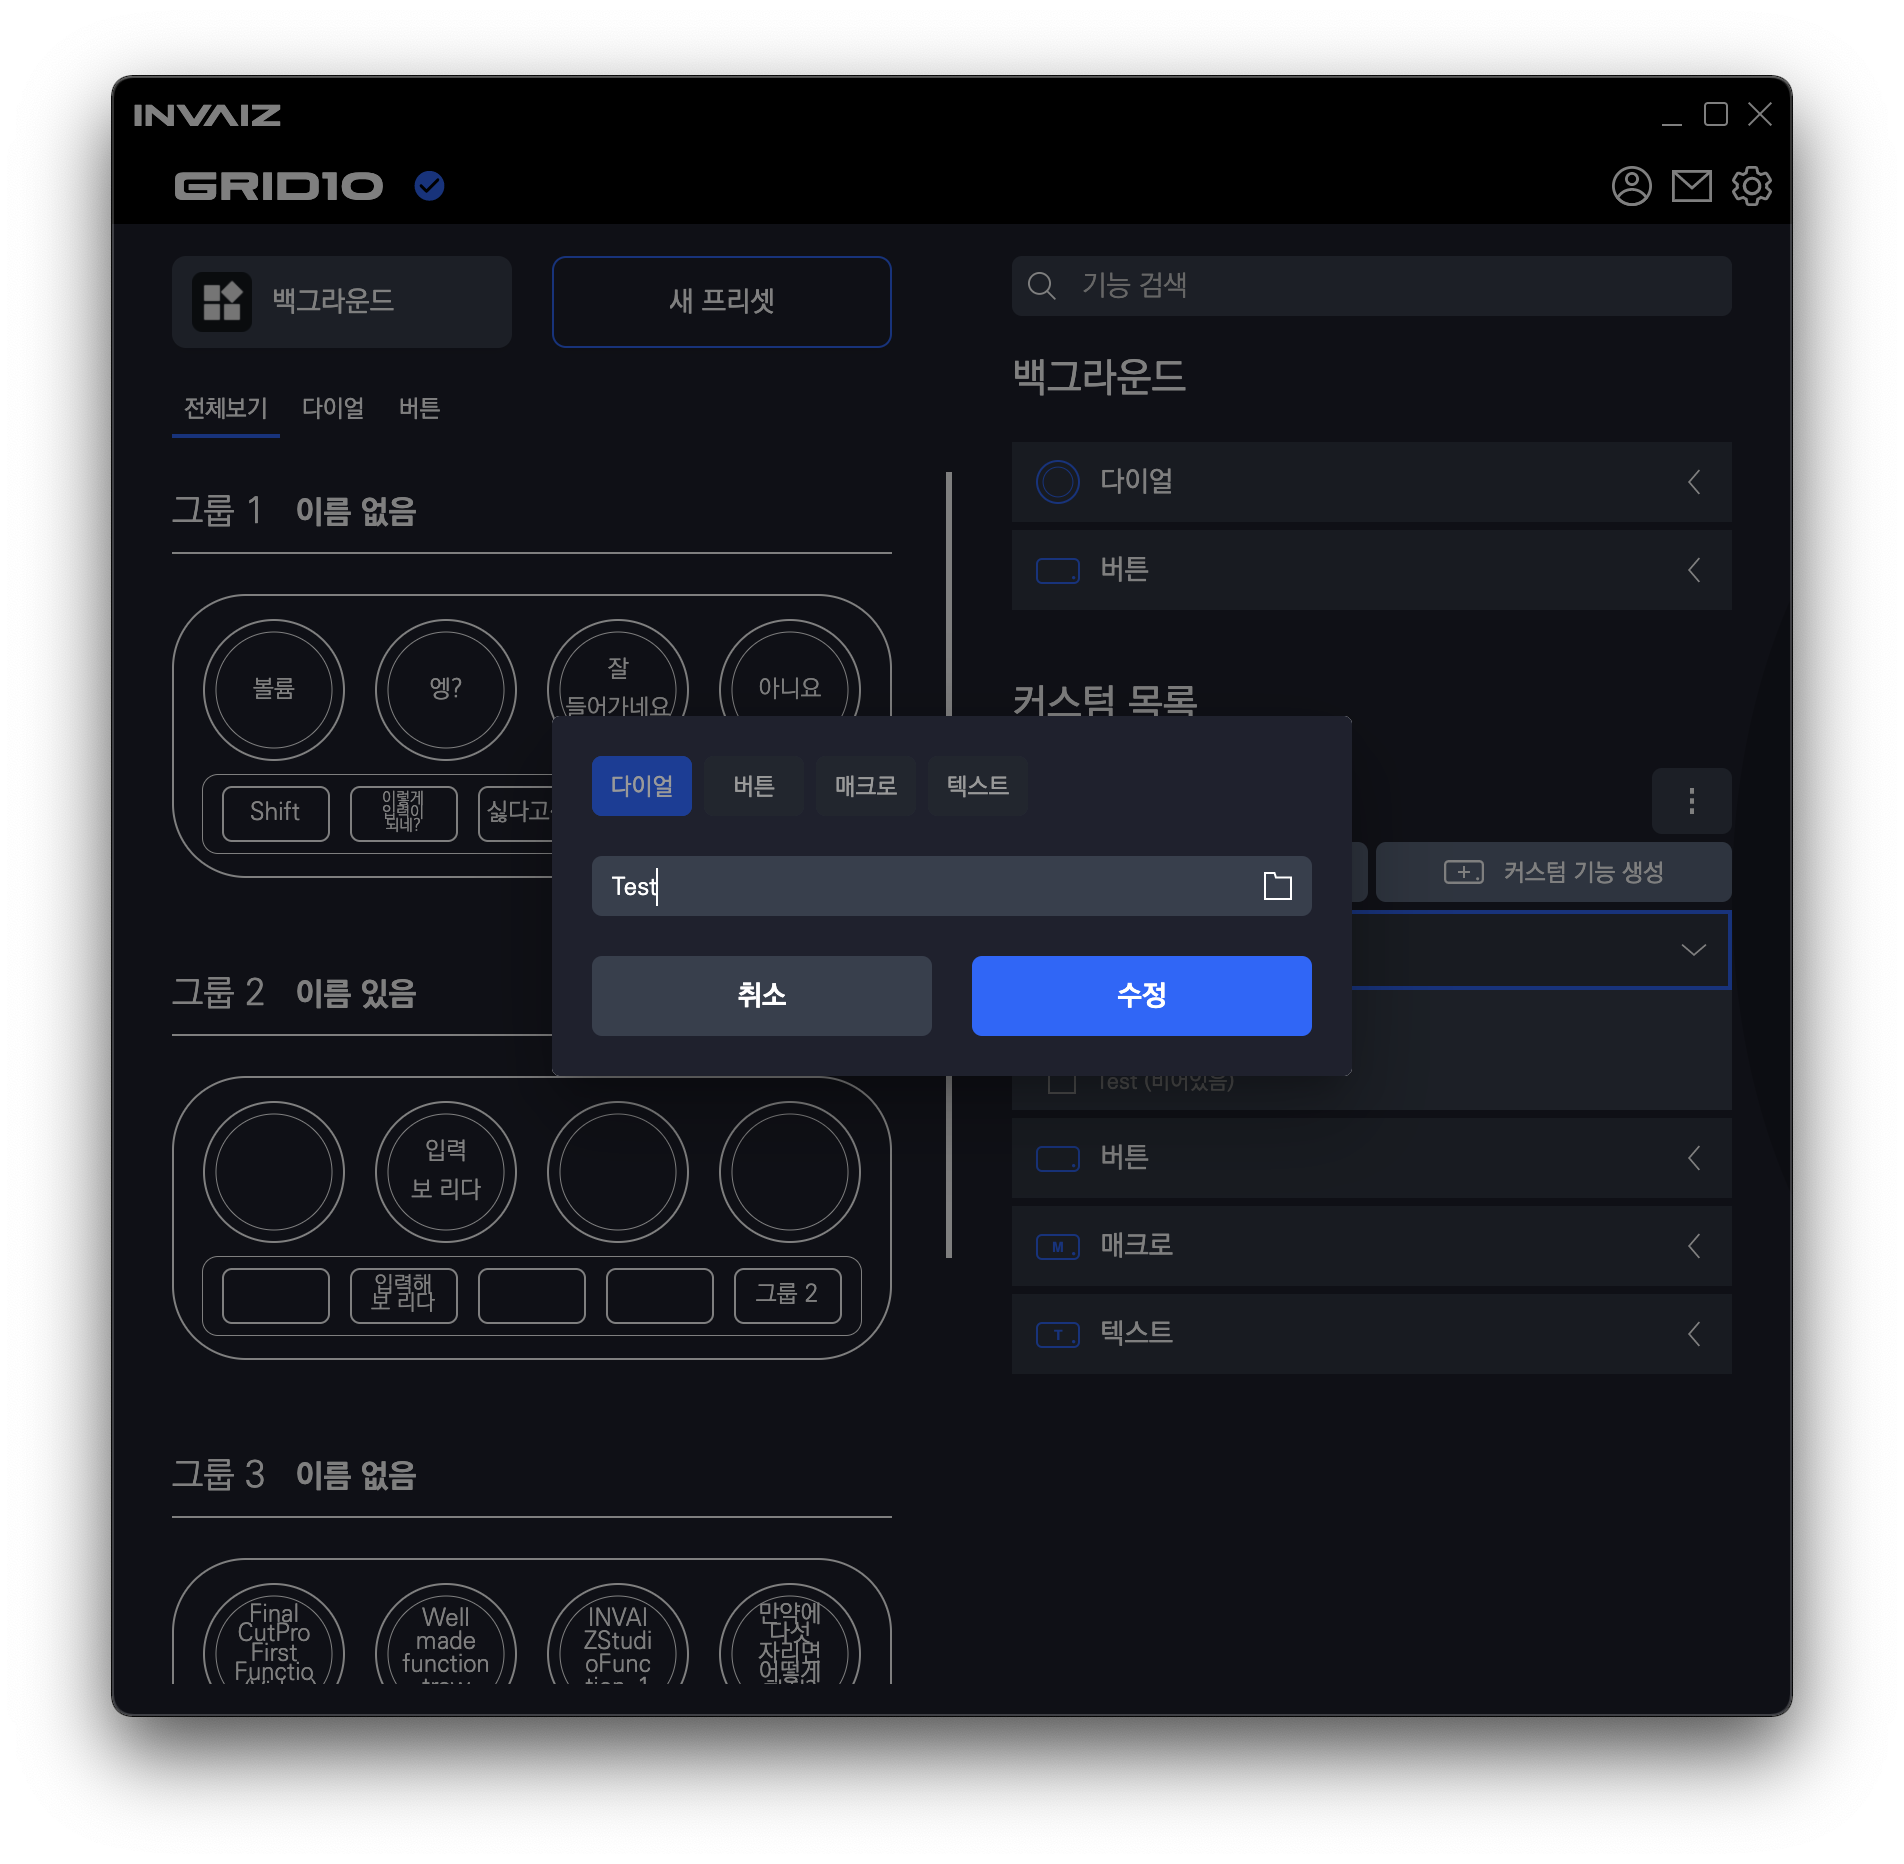 INVAIZ
GRID10
백그라운드
새 프리셋
전체보기
다이얼
버튼
그룹 1 이름 없음
볼륨
엥?
잘
들어가네요
아니요
Shift
이렇게
입력이
되네?
싫다고
그룹 2 이름 있음
입력
보 리다
입력해
보 리다
그룹 2
그룹 3 이름 없음
Final
CutPro
First
Functio
Well
made
function
INVAI
ZStudi
oFunc
tion 1
만약에
다섯
자리면
어떻게
기능 검색
백그라운드
다이얼
버튼
커스텀 목록
커스텀 기능 생성
Test (비어있음)
버튼
M 매크로
T 텍스트
다이얼
버튼
매크로
텍스트
Test
취소
수정